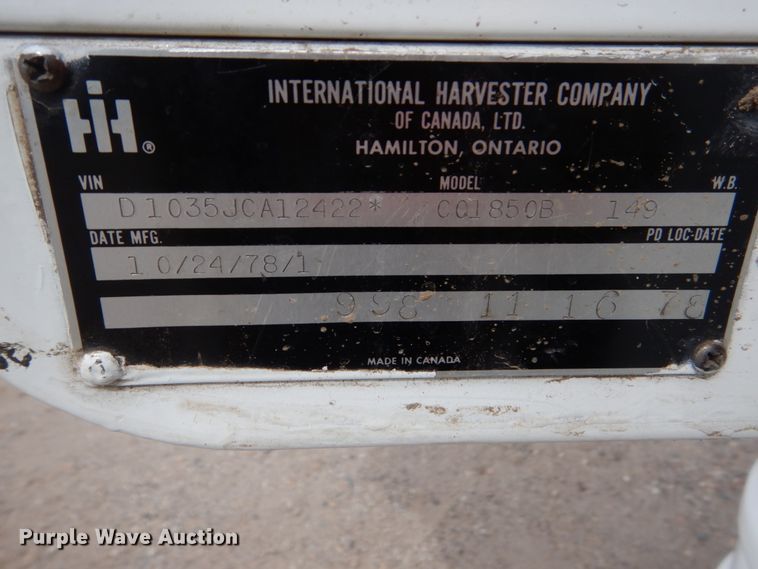 INTERNATIONAL HARVESTER COMPANY
OF CANADA, LTD.
IH®
HAMILTON, ONTARIO
VIN MODEL W.B.
D1035JCA12422* CO1850B 149
DATE MFG. PD LOC-DATE
10/24/78/1
998 11 16 78
MADE IN CANADA
Purple Wave Auction